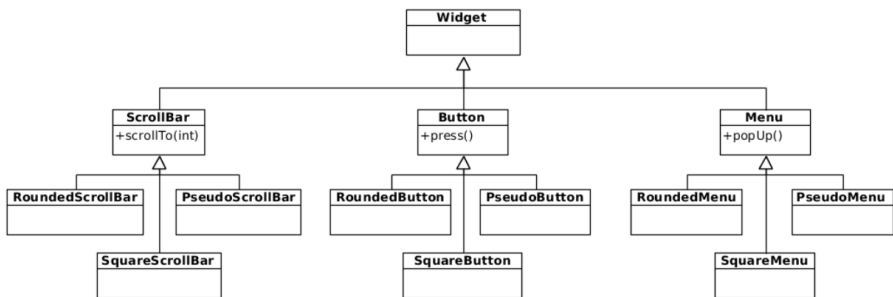 Widget
ScrollBar
+scrollTo(int)
Button
+press()
Menu
+popUp()
RoundedScrollBar
PseudoScrollBar
RoundedButton
PseudoButton
RoundedMenu
PseudoMenu
SquareScrollBar
SquareButton
SquareMenu